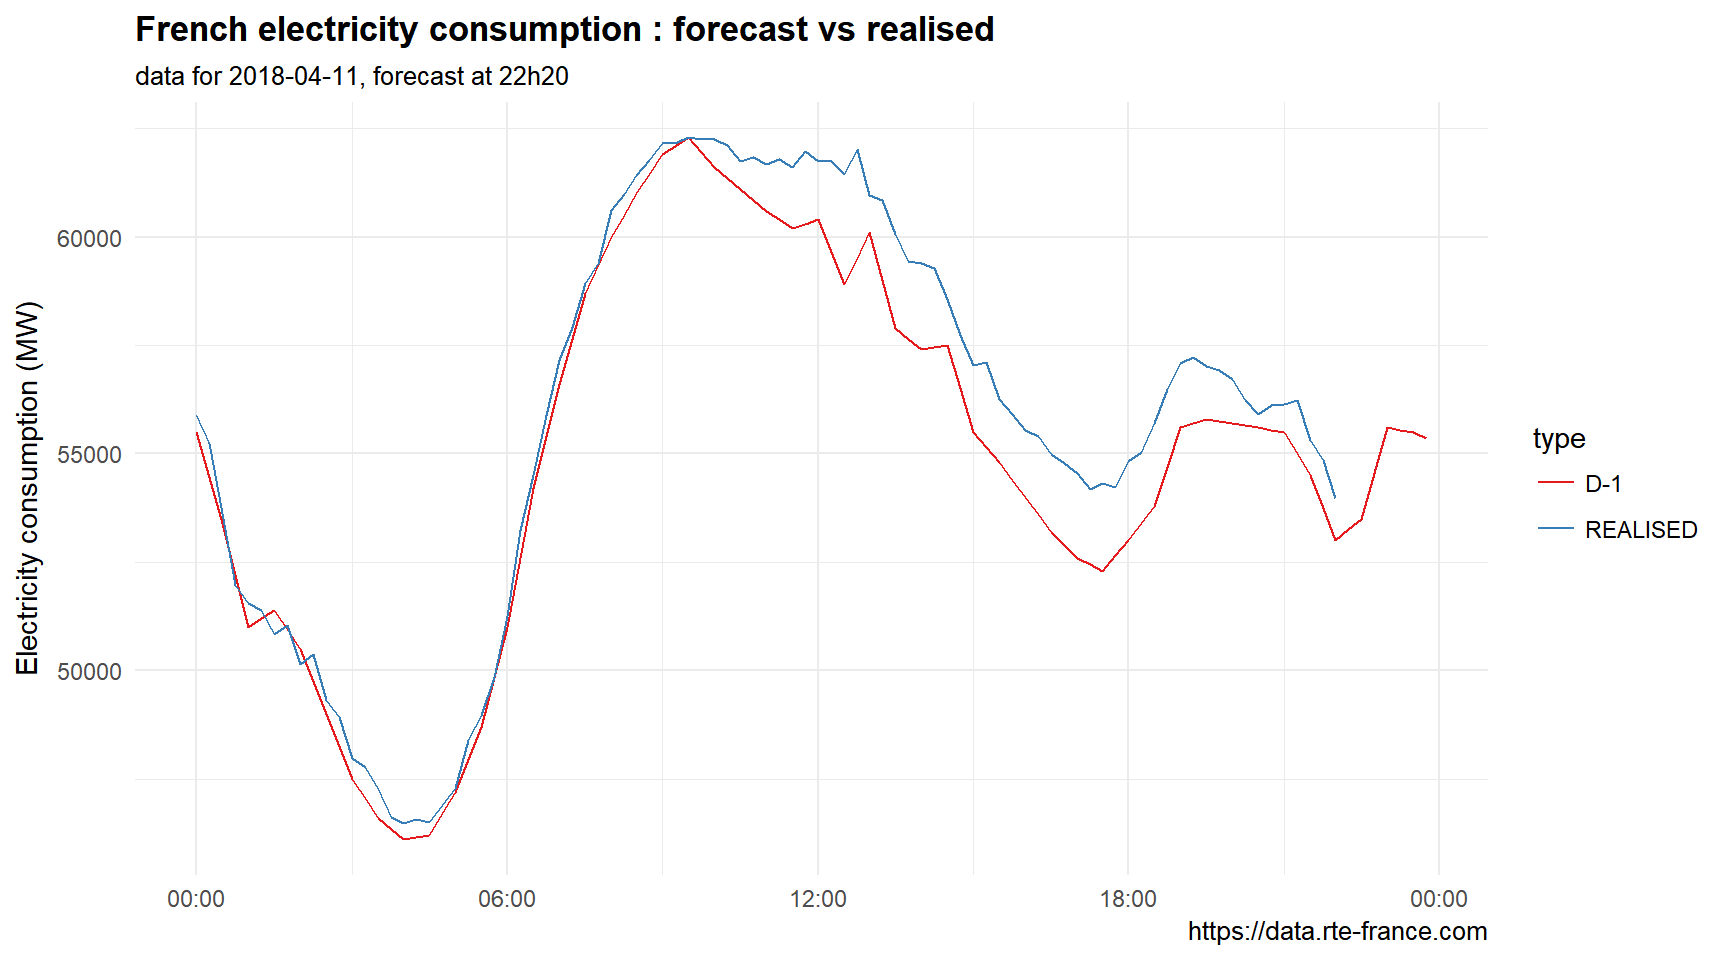 French electricity consumption : forecast vs realised
data for 2018-04-11, forecast at 22h20
Electricity consumption (MW)
60000
55000
50000
00:00
06:00
12:00
18:00
00:00
type
D-1
REALISED
https://data.rte-france.com